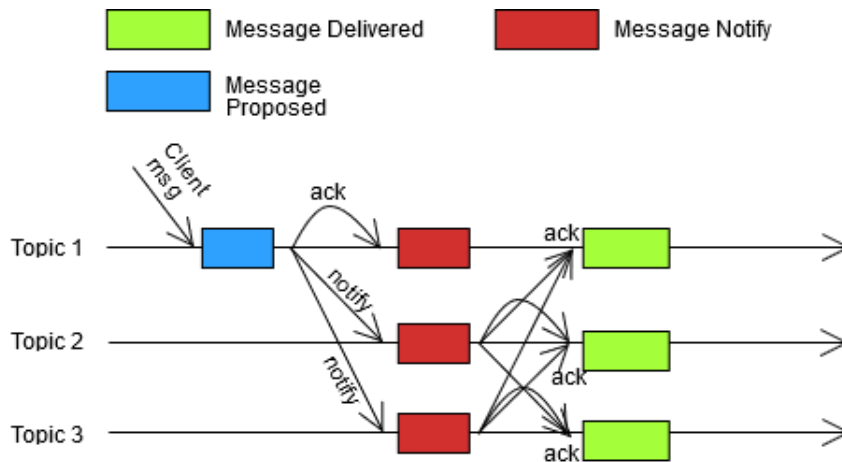 Message Delivered
Message Notify
Message
Proposed
Client
msg
ack
Topic 1
ack
notify
Topic 2
ack
notify
Topic 3
ack